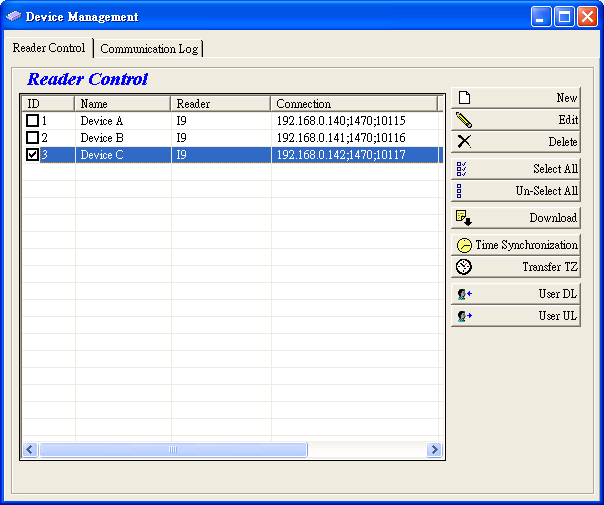 Device Management
Reader Control Communication Log
Reader Control
ID Name Reader Connection
1 Device A I9 192.168.0.140;1470;10115
2 Device B I9 192.168.0.141;1470;10116
3 Device C I9 192.168.0.142;1470;10117
New
Edit
Delete
Select All
Un-Select All
Download
Time Synchronization
Transfer TZ
User DL
User UL